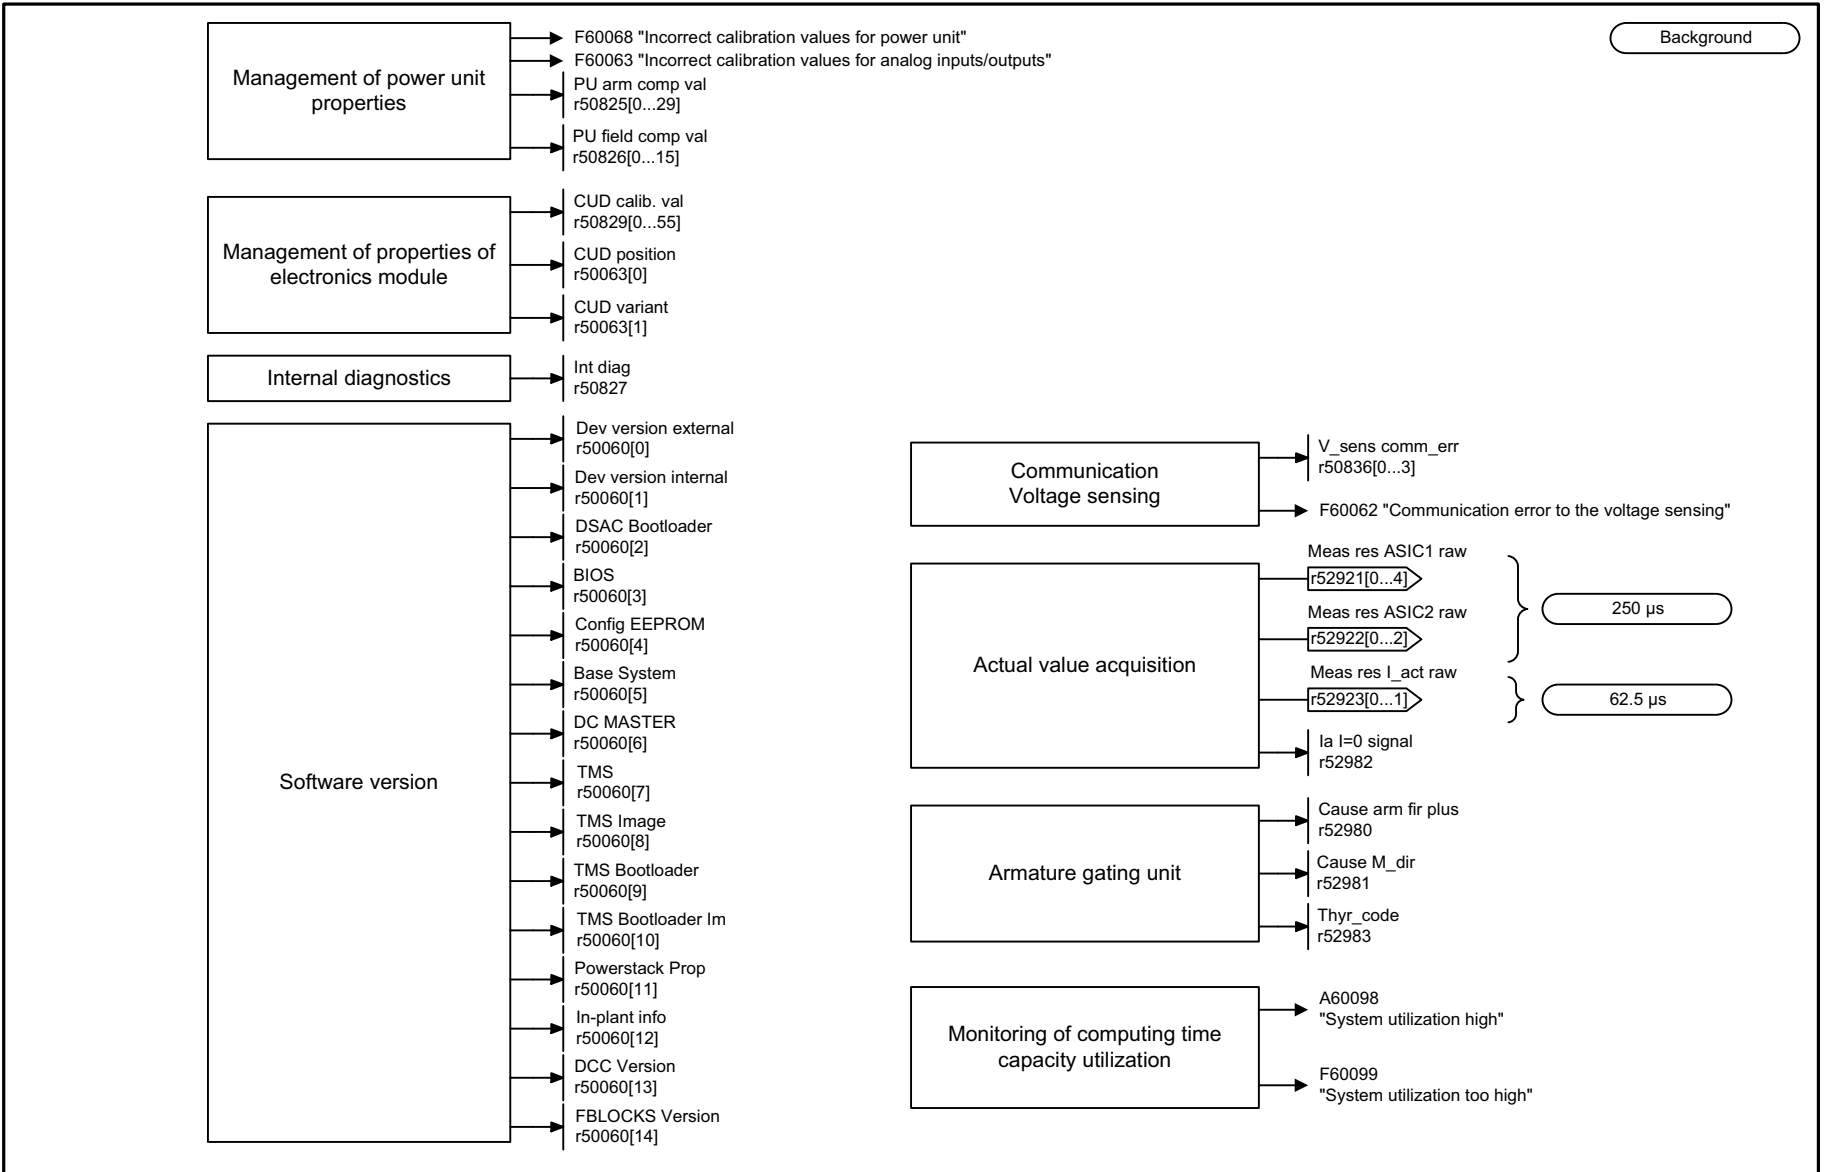 Background
Management of power unit
properties
F60068 "Incorrect calibration values for power unit"
F60063 "Incorrect calibration values for analog inputs/outputs"
PU arm comp val
r50825[0...29]
PU field comp val
r50826[0...15]
Management of properties of
electronics module
CUD calib. val
r50829[0...55]
CUD position
r50063[0]
CUD variant
r50063[1]
Internal diagnostics
Int diag
r50827
Software version
Dev version external
r50060[0]
Dev version internal
r50060[1]
DSAC Bootloader
r50060[2]
BIOS
r50060[3]
Config EEPROM
r50060[4]
Base System
r50060[5]
DC MASTER
r50060[6]
TMS
r50060[7]
TMS Image
r50060[8]
TMS Bootloader
r50060[9]
TMS Bootloader Im
r50060[10]
Powerstack Prop
r50060[11]
In-plant info
r50060[12]
DCC Version
r50060[13]
FBLOCKS Version
r50060[14]
Communication
Voltage sensing
V_sens comm_err
r50836[0...3]
F60062 "Communication error to the voltage sensing"
Actual value acquisition
Meas res ASIC1 raw
r52921[0...4]
Meas res ASIC2 raw
r52922[0...2]
250 µs
Meas res I_act raw
r52923[0...1]
62.5 µs
Ia I=0 signal
r52982
Armature gating unit
Cause arm fir plus
r52980
Cause M_dir
r52981
Thyr_code
r52983
Monitoring of computing time
capacity utilization
A60098
"System utilization high"
F60099
"System utilization too high"